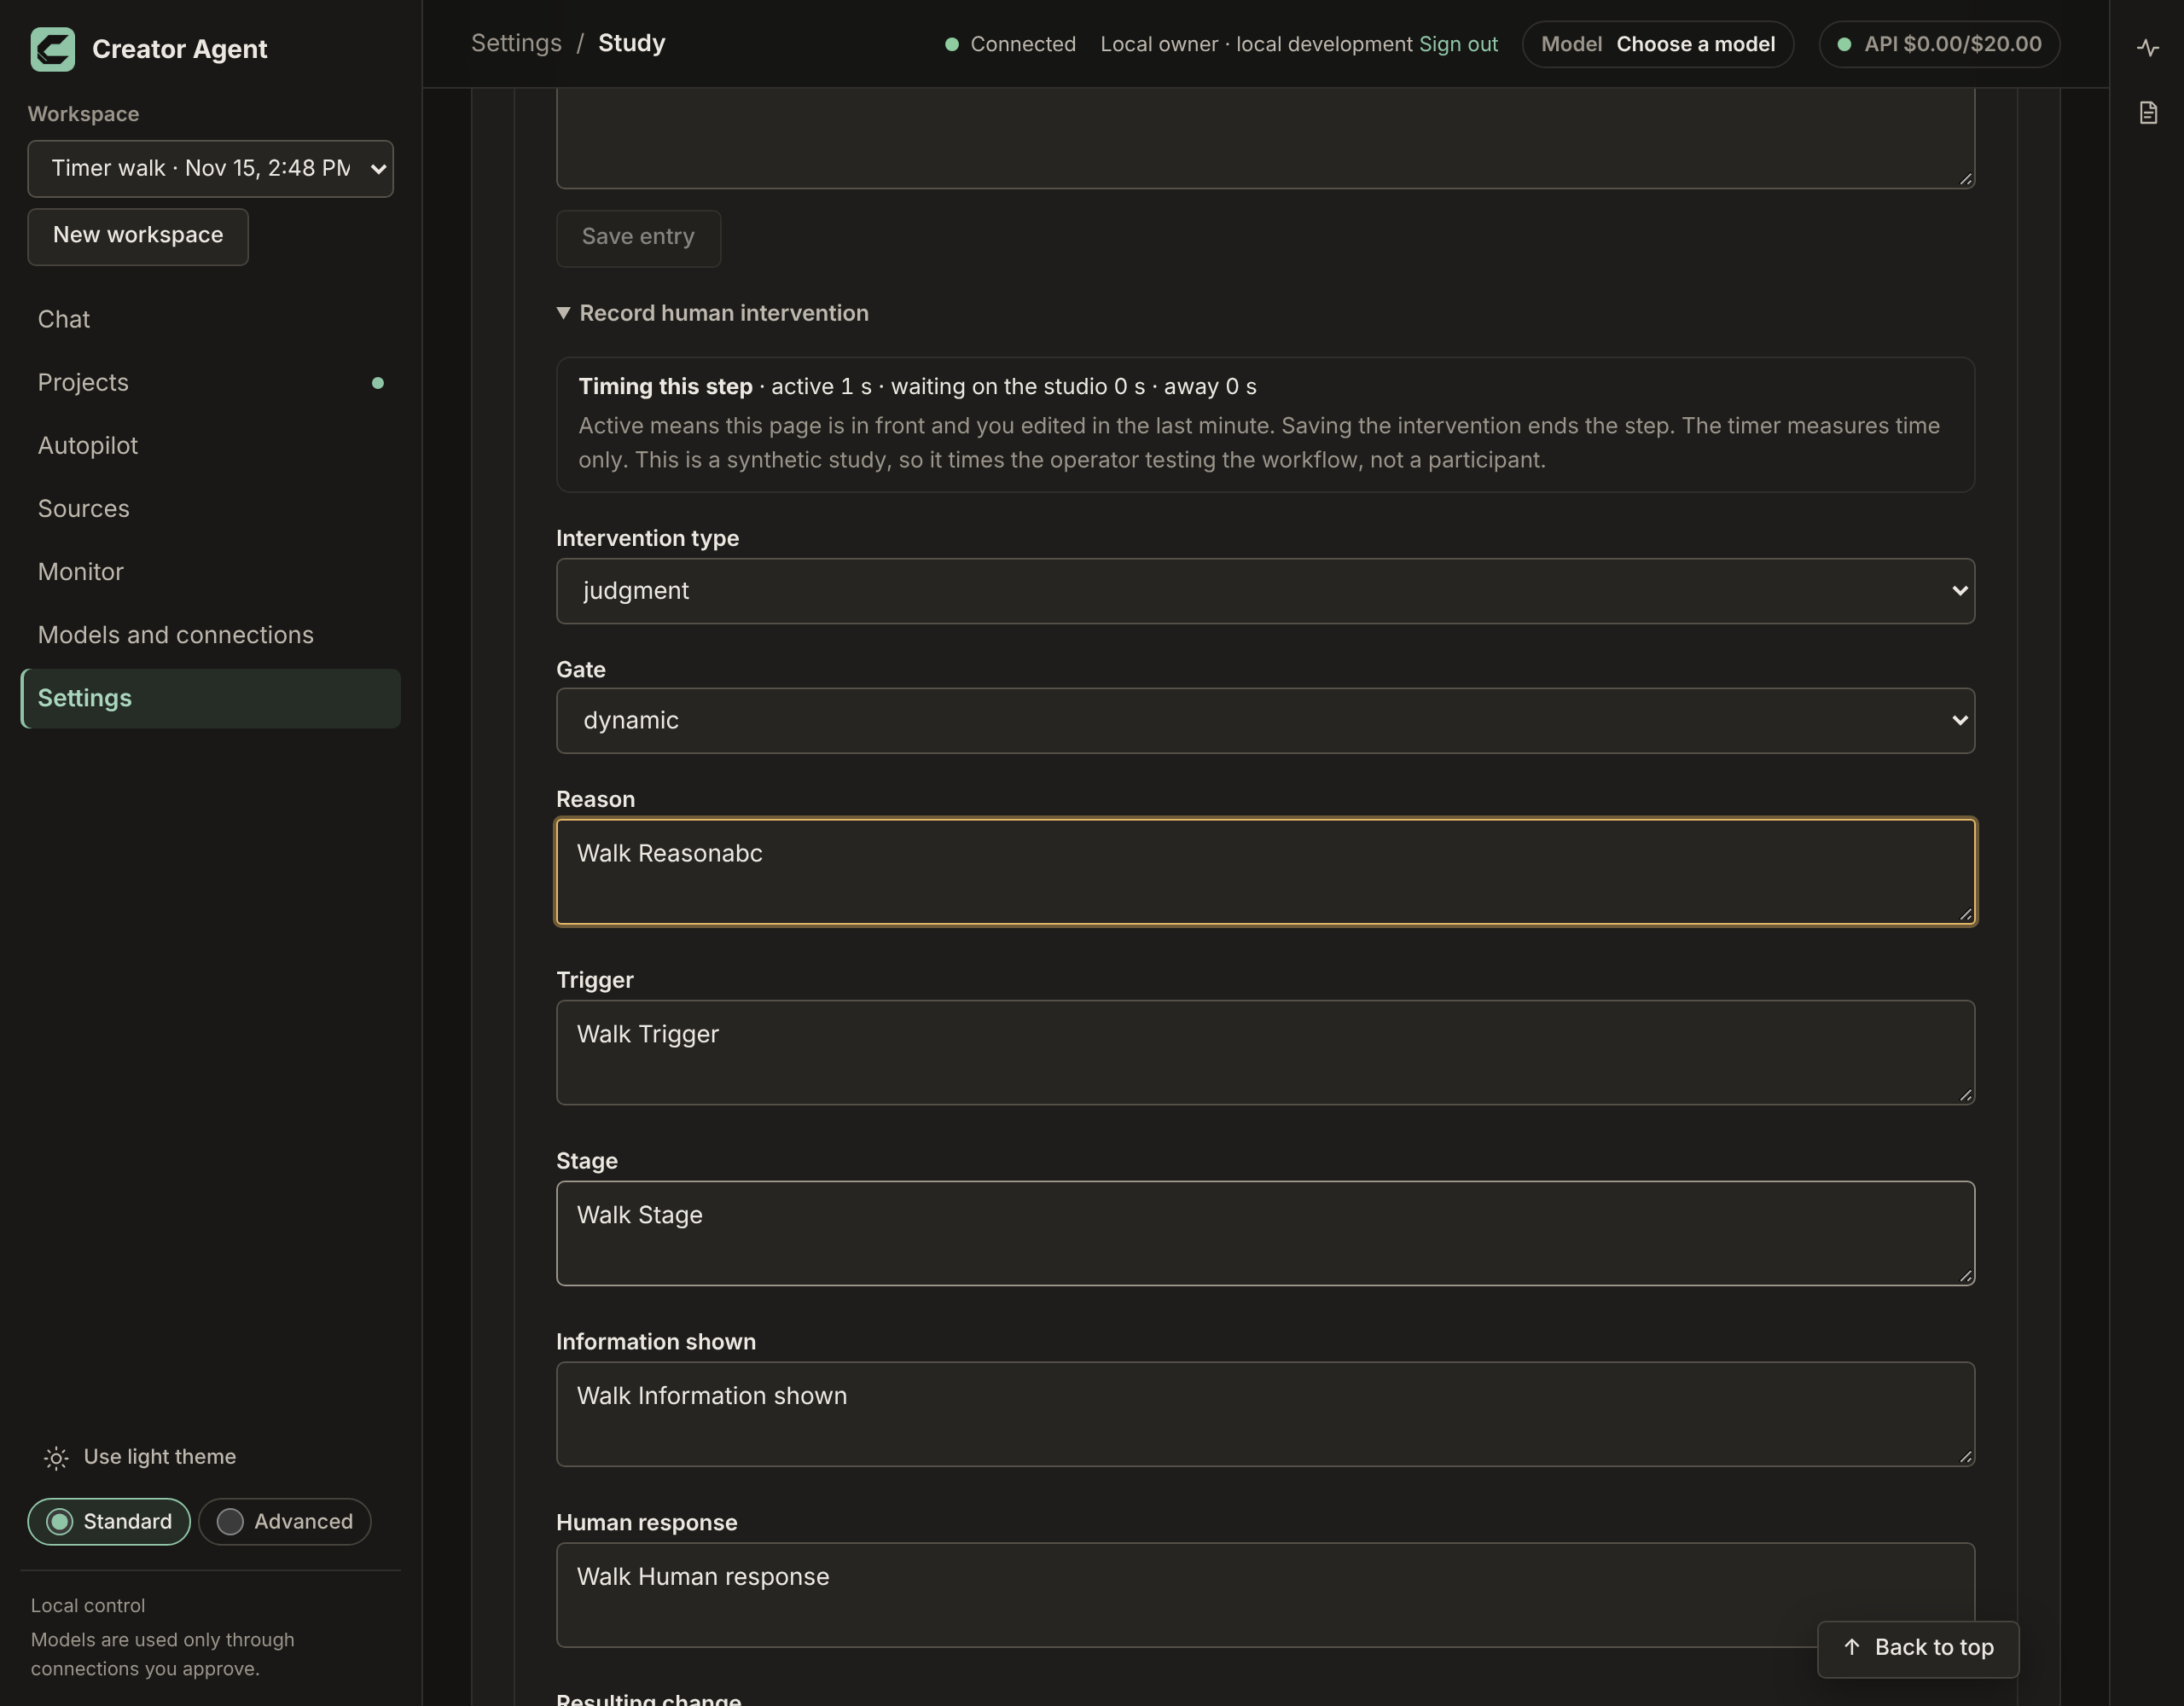 Creator Agent
Workspace
Timer walk · Nov 15, 2:48 PM
New workspace
Chat
Projects
Autopilot
Sources
Monitor
Models and connections
Settings
Use light theme
Standard
Advanced
Local control
Models are used only through
connections you approve.
Settings / Study
Connected
Local owner · local development Sign out
Model Choose a model
API $0.00/$20.00
Save entry
Record human intervention
Timing this step · active 1 s · waiting on the studio 0 s · away 0 s
Active means this page is in front and you edited in the last minute. Saving the intervention ends the step. The timer measures time
only. This is a synthetic study, so it times the operator testing the workflow, not a participant.
Intervention type
judgment
Gate
dynamic
Reason
Walk Reasonabc
Trigger
Walk Trigger
Stage
Walk Stage
Information shown
Walk Information shown
Human response
Walk Human response
Back to top
Resulting change